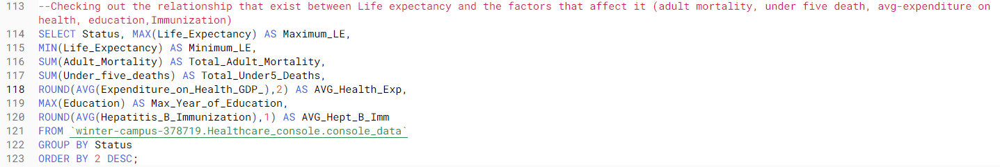 113 --Checking out the relationship that exist between Life expectancy and the factors that affect it (adult mortality, under five death, avg-expenditure on
health, education,Immunization)
114 SELECT Status, MAX(Life_Expectancy) AS Maximum_LE,
115 MIN(Life_Expectancy) AS Minimum_LE,
116 SUM(Adult_Mortality) AS Total_Adult_Mortality,
117 SUM(Under_five_deaths) AS Total_Under5_Deaths,
118 ROUND(AVG(Expenditure_on_Health_GDP_),2) AS AVG_Health_Exp,
119 MAX(Education) AS Max_Year_of_Education,
120 ROUND(AVG(Hepatitis_B_Immunization),1) AS AVG_Hept_B_Imm
121 FROM `winter-campus-378719.Healthcare_console.console_data`
122 GROUP BY Status
123 ORDER BY 2 DESC;